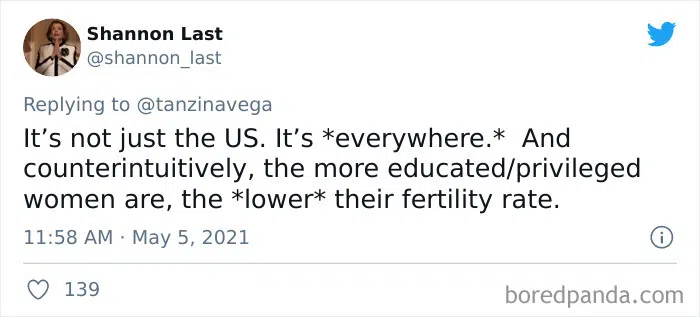 Shannon Last
@shannon_last
Replying to @tanzinavega
It’s not just the US. It’s *everywhere.*  And
counterintuitively, the more educated/privileged
women are, the *lower* their fertility rate.
11:58 AM · May 5, 2021
139
boredpanda.com